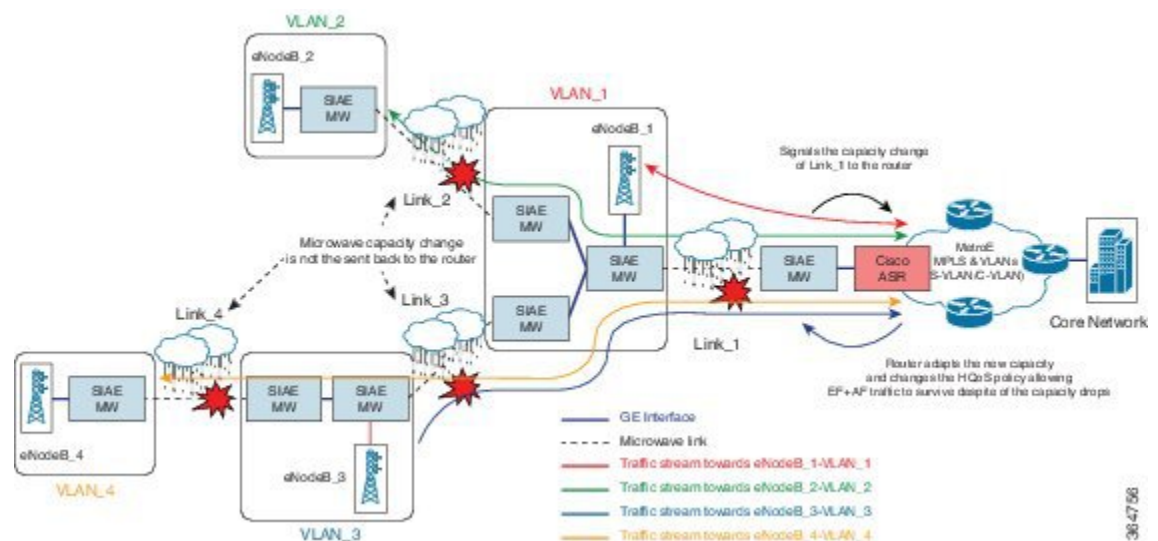 VLAN_2
eNodeB_2
SIAE
MW
VLAN_1
eNodeB_1
Signals the capacity change
of Link_1 to the router
Link_2
SIAE
MW
Microwave capacity change
is not the sent back to the router
SIAE
MW
SIAE
MW
Cisco
ASR
MetroE
MPLS & VLANs
S-VLAN/C-VLAN)
Core Network
Link_3
SIAE
MW
Link_4
Link_1
Router adapts the new capacity
and changes the HQoS policy allowing
EF+AF traffic to survive despite of the capacity drops
SIAE
MW
SIAE
MW
SIAE
MW
eNodeB_4
VLAN_4
eNodeB_3
VLAN_3
GE Interface
Microwave link
Traffic stream towards eNodeB_1-VLAN_1
Traffic stream towards eNodeB_2-VLAN_2
Traffic stream towards eNodeB_3-VLAN_3
Traffic stream towards eNodeB_4-VLAN_4
364756